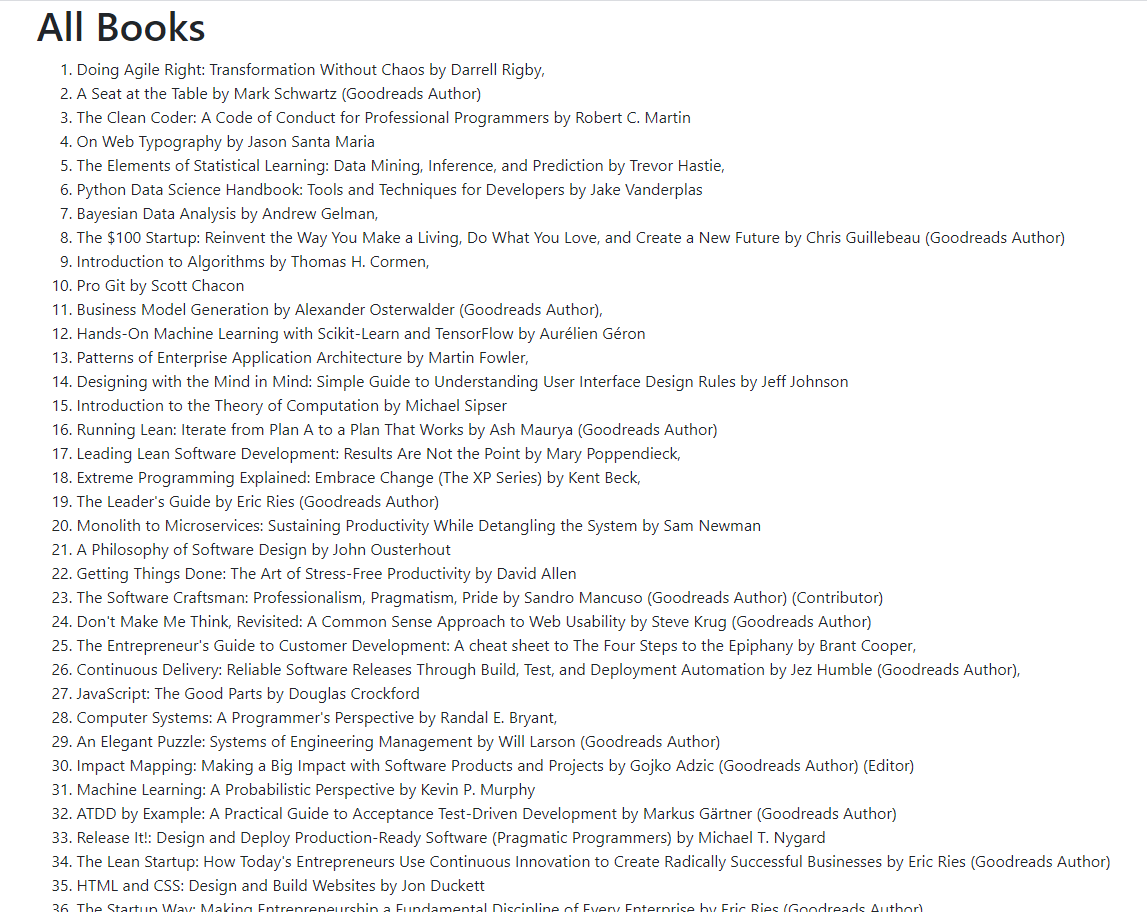 All Books
1. Doing Agile Right: Transformation Without Chaos by Darrell Rigby,
2. A Seat at the Table by Mark Schwartz (Goodreads Author)
3. The Clean Coder: A Code of Conduct for Professional Programmers by Robert C. Martin
4. On Web Typography by Jason Santa Maria
5. The Elements of Statistical Learning: Data Mining, Inference, and Prediction by Trevor Hastie,
6. Python Data Science Handbook: Tools and Techniques for Developers by Jake Vanderplas
7. Bayesian Data Analysis by Andrew Gelman,
8. The $100 Startup: Reinvent the Way You Make a Living, Do What You Love, and Create a New Future by Chris Guillebeau (Goodreads Author)
9. Introduction to Algorithms by Thomas H. Cormen,
10. Pro Git by Scott Chacon
11. Business Model Generation by Alexander Osterwalder (Goodreads Author),
12. Hands-On Machine Learning with Scikit-Learn and TensorFlow by Aurélien Géron
13. Patterns of Enterprise Application Architecture by Martin Fowler,
14. Designing with the Mind in Mind: Simple Guide to Understanding User Interface Design Rules by Jeff Johnson
15. Introduction to the Theory of Computation by Michael Sipser
16. Running Lean: Iterate from Plan A to a Plan That Works by Ash Maurya (Goodreads Author)
17. Leading Lean Software Development: Results Are Not the Point by Mary Poppendieck,
18. Extreme Programming Explained: Embrace Change (The XP Series) by Kent Beck,
19. The Leader's Guide by Eric Ries (Goodreads Author)
20. Monolith to Microservices: Sustaining Productivity While Detangling the System by Sam Newman
21. A Philosophy of Software Design by John Ousterhout
22. Getting Things Done: The Art of Stress-Free Productivity by David Allen
23. The Software Craftsman: Professionalism, Pragmatism, Pride by Sandro Mancuso (Goodreads Author) (Contributor)
24. Don't Make Me Think, Revisited: A Common Sense Approach to Web Usability by Steve Krug (Goodreads Author)
25. The Entrepreneur's Guide to Customer Development: A cheat sheet to The Four Steps to the Epiphany by Brant Cooper,
26. Continuous Delivery: Reliable Software Releases Through Build, Test, and Deployment Automation by Jez Humble (Goodreads Author),
27. JavaScript: The Good Parts by Douglas Crockford
28. Computer Systems: A Programmer's Perspective by Randal E. Bryant,
29. An Elegant Puzzle: Systems of Engineering Management by Will Larson (Goodreads Author)
30. Impact Mapping: Making a Big Impact with Software Products and Projects by Gojko Adzic (Goodreads Author) (Editor)
31. Machine Learning: A Probabilistic Perspective by Kevin P. Murphy
32. ATDD by Example: A Practical Guide to Acceptance Test-Driven Development by Markus Gärtner (Goodreads Author)
33. Release It!: Design and Deploy Production-Ready Software (Pragmatic Programmers) by Michael T. Nygard
34. The Lean Startup: How Today's Entrepreneurs Use Continuous Innovation to Create Radically Successful Businesses by Eric Ries (Goodreads Author)
35. HTML and CSS: Design and Build Websites by Jon Duckett
36. The Startup Way: Making Entrepreneurship a Fundamental Discipline of Every Enterprise by Eric Ries (Goodreads Author)